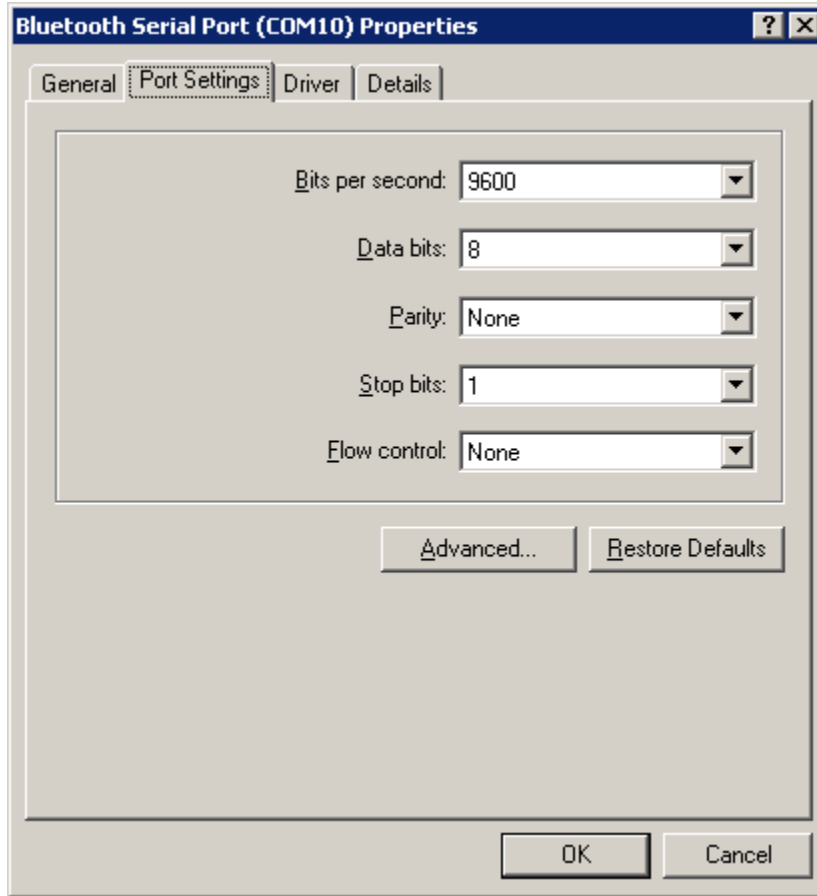 Bluetooth Serial Port (COM10) Properties ? X
General Port Settings Driver Details
Bits per second: 9600
Data bits: 8
Parity: None
Stop bits: 1
Flow control: None
Advanced... Restore Defaults
OK Cancel